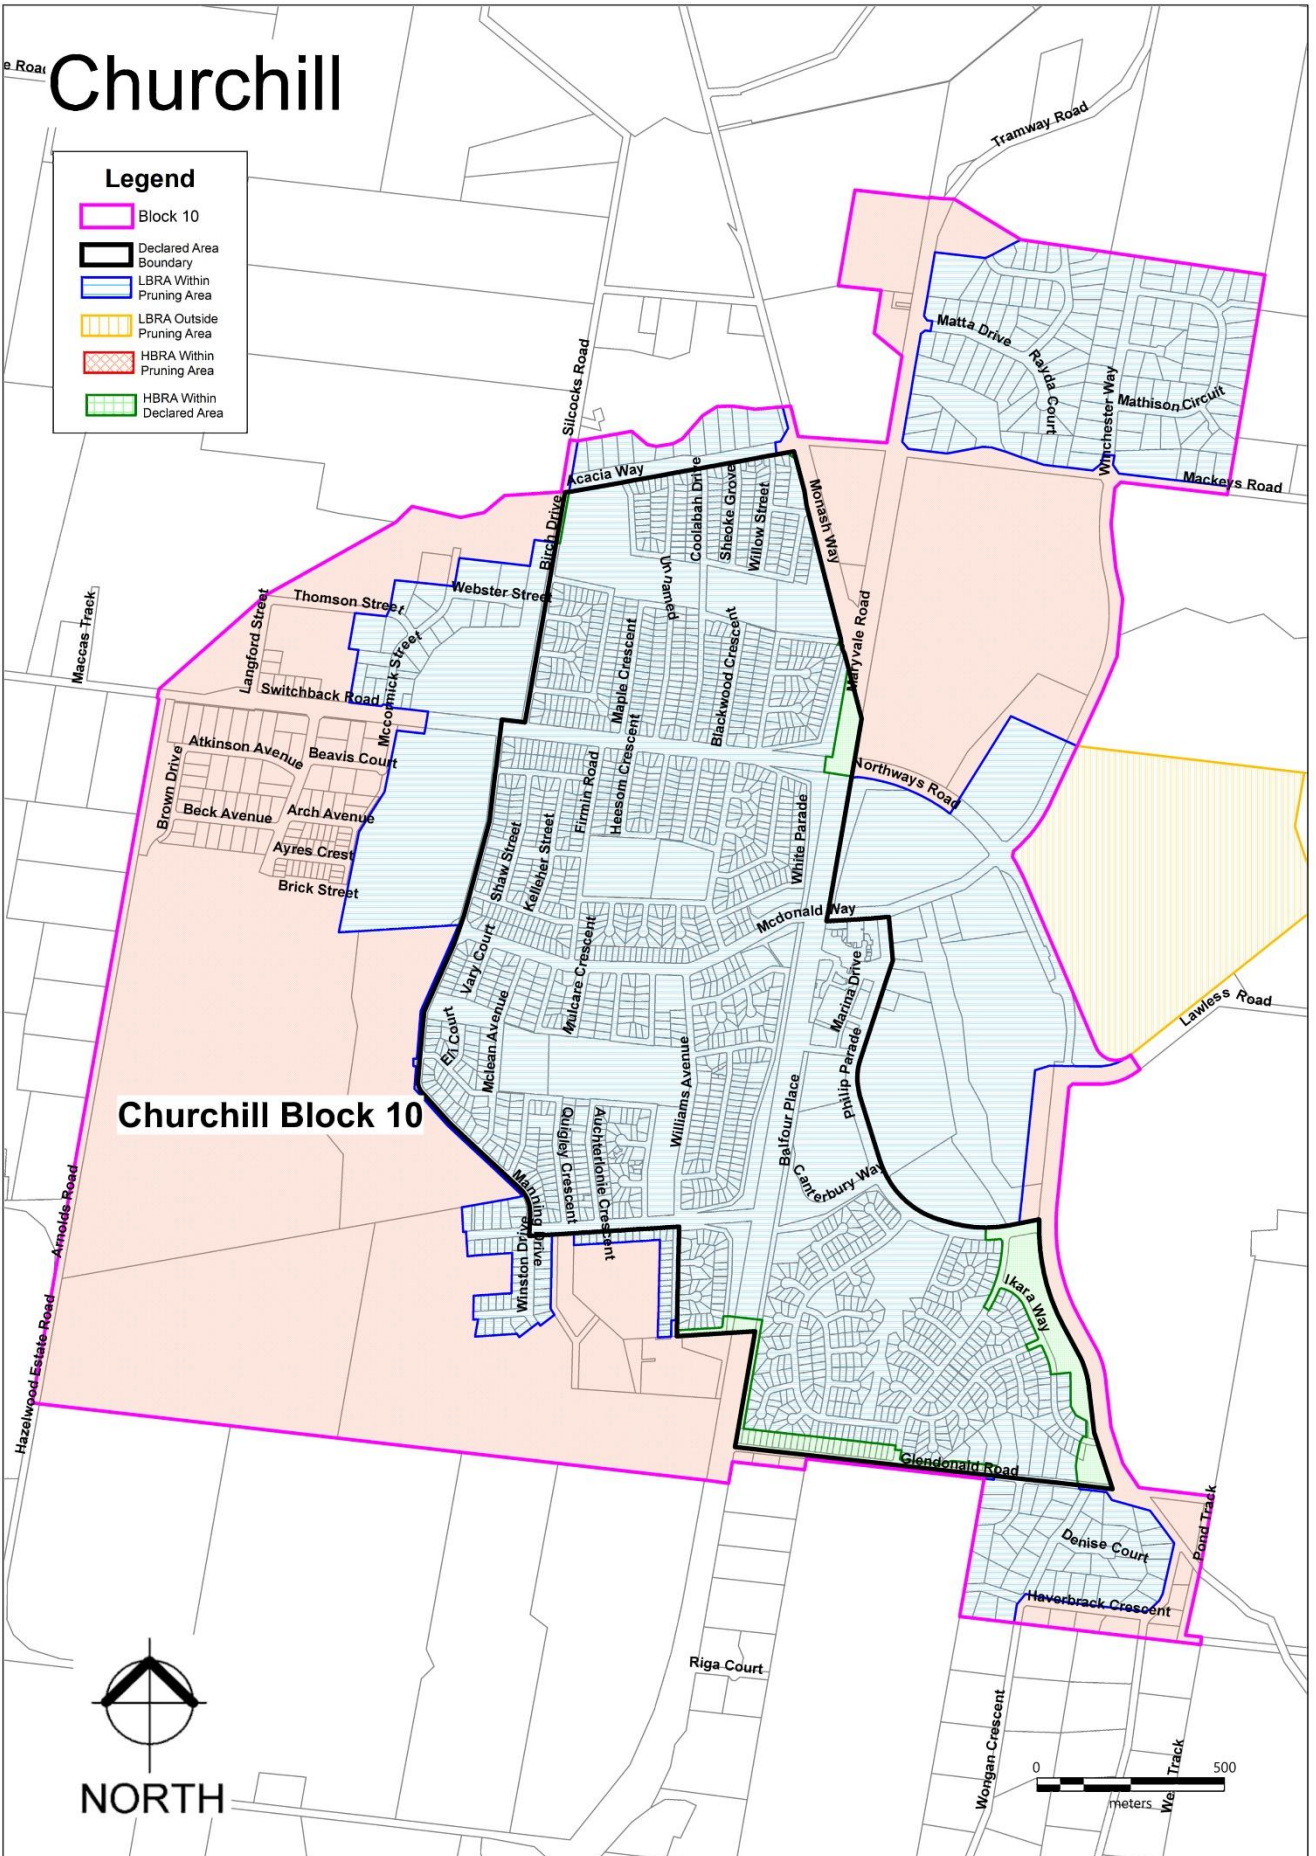 e Road
Churchill
Legend
Block 10
Declared Area
Boundary
LBRA Within
Pruning Area
LBRA Outside
Pruning Area
HBRA Within
Pruning Area
HBRA Within
Declared Area
Tramway Road
Silcocks Road
Matta Drive
Rayda Court
Winchester Way
Mathison Circuit
Mackeys Road
Acacia Way
Birch Drive
Coolabah Drive
Sheoke Grove
Willow Street
Monash Way
Un named
Webster Street
Thomson Street
Langford Street
Maccas Track
Mccormick Street
Switchback Road
Maple Crescent
Blackwood Crescent
Maryvale Road
Atkinson Avenue
Beavis Court
Brown Drive
Beck Avenue
Arch Avenue
Ayres Crest
Brick Street
Firmin Road
Heesom Crescent
Northways Road
Shaw Street
Kelleher Street
White Parade
Mcdonald Way
Vary Court
Mulcare Crescent
Marina Drive
Lawless Road
Eli Court
Mclean Avenue
Williams Avenue
Balfour Place
Philip Parade
Churchill Block 10
Quigley Crescent
Auchterlonie Crescent
Canterbury Way
Manning Drive
Winston Drive
Arnolds Road
Hazelwood Estate Road
Ikara Way
Glendonald Road
Pond Track
Denise Court
Haverbrack Crescent
Riga Court
Wongan Crescent
We Track
NORTH
0 500
meters